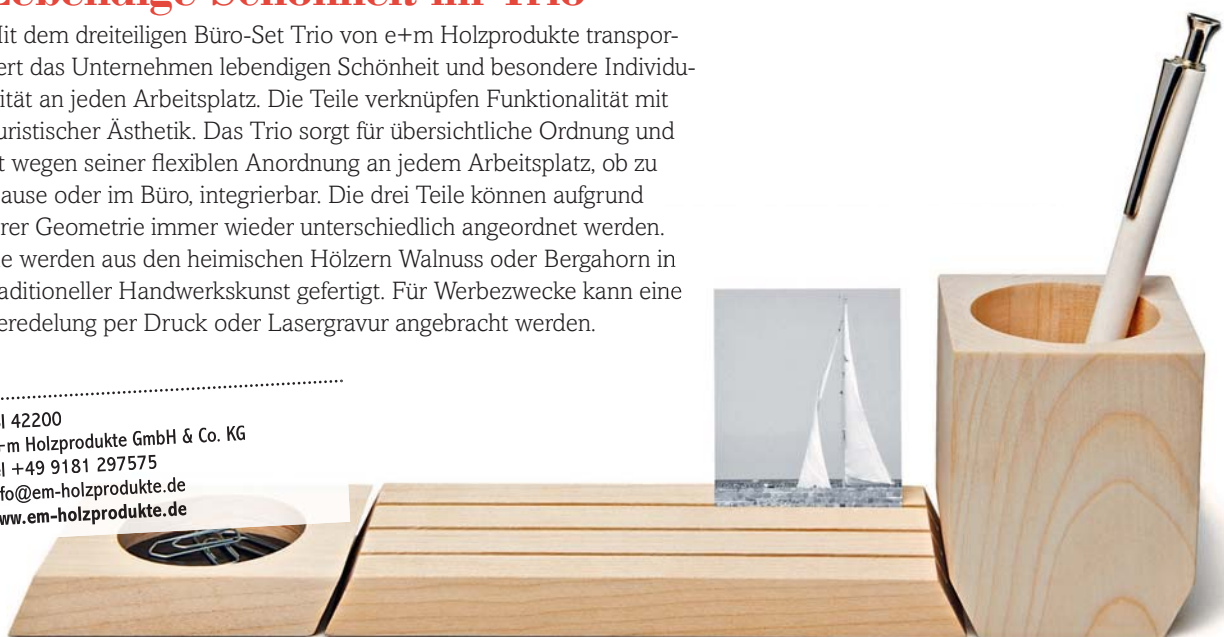 Lebendige Schönheit im Trio
Mit dem dreiteiligen Büro-Set Trio von e+m Holzprodukte transpor-
ert das Unternehmen lebendigen Schönheit und besondere Individu-
ität an jeden Arbeitsplatz. Die Teile verknüpfen Funktionalität mit
uristischer Ästhetik. Das Trio sorgt für übersichtliche Ordnung und
t wegen seiner flexiblen Anordnung an jedem Arbeitsplatz, ob zu
ause oder im Büro, integrierbar. Die drei Teile können aufgrund
rer Geometrie immer wieder unterschiedlich angeordnet werden.
ie werden aus den heimischen Hölzern Walnuss oder Bergahorn in
aditioneller Handwerkskunst gefertigt. Für Werbezwecke kann eine
eredelung per Druck oder Lasergravur angebracht werden.
I 42200
+m Holzprodukte GmbH & Co. KG
el +49 9181 297575
fo@em-holzprodukte.de
ww.em-holzprodukte.de